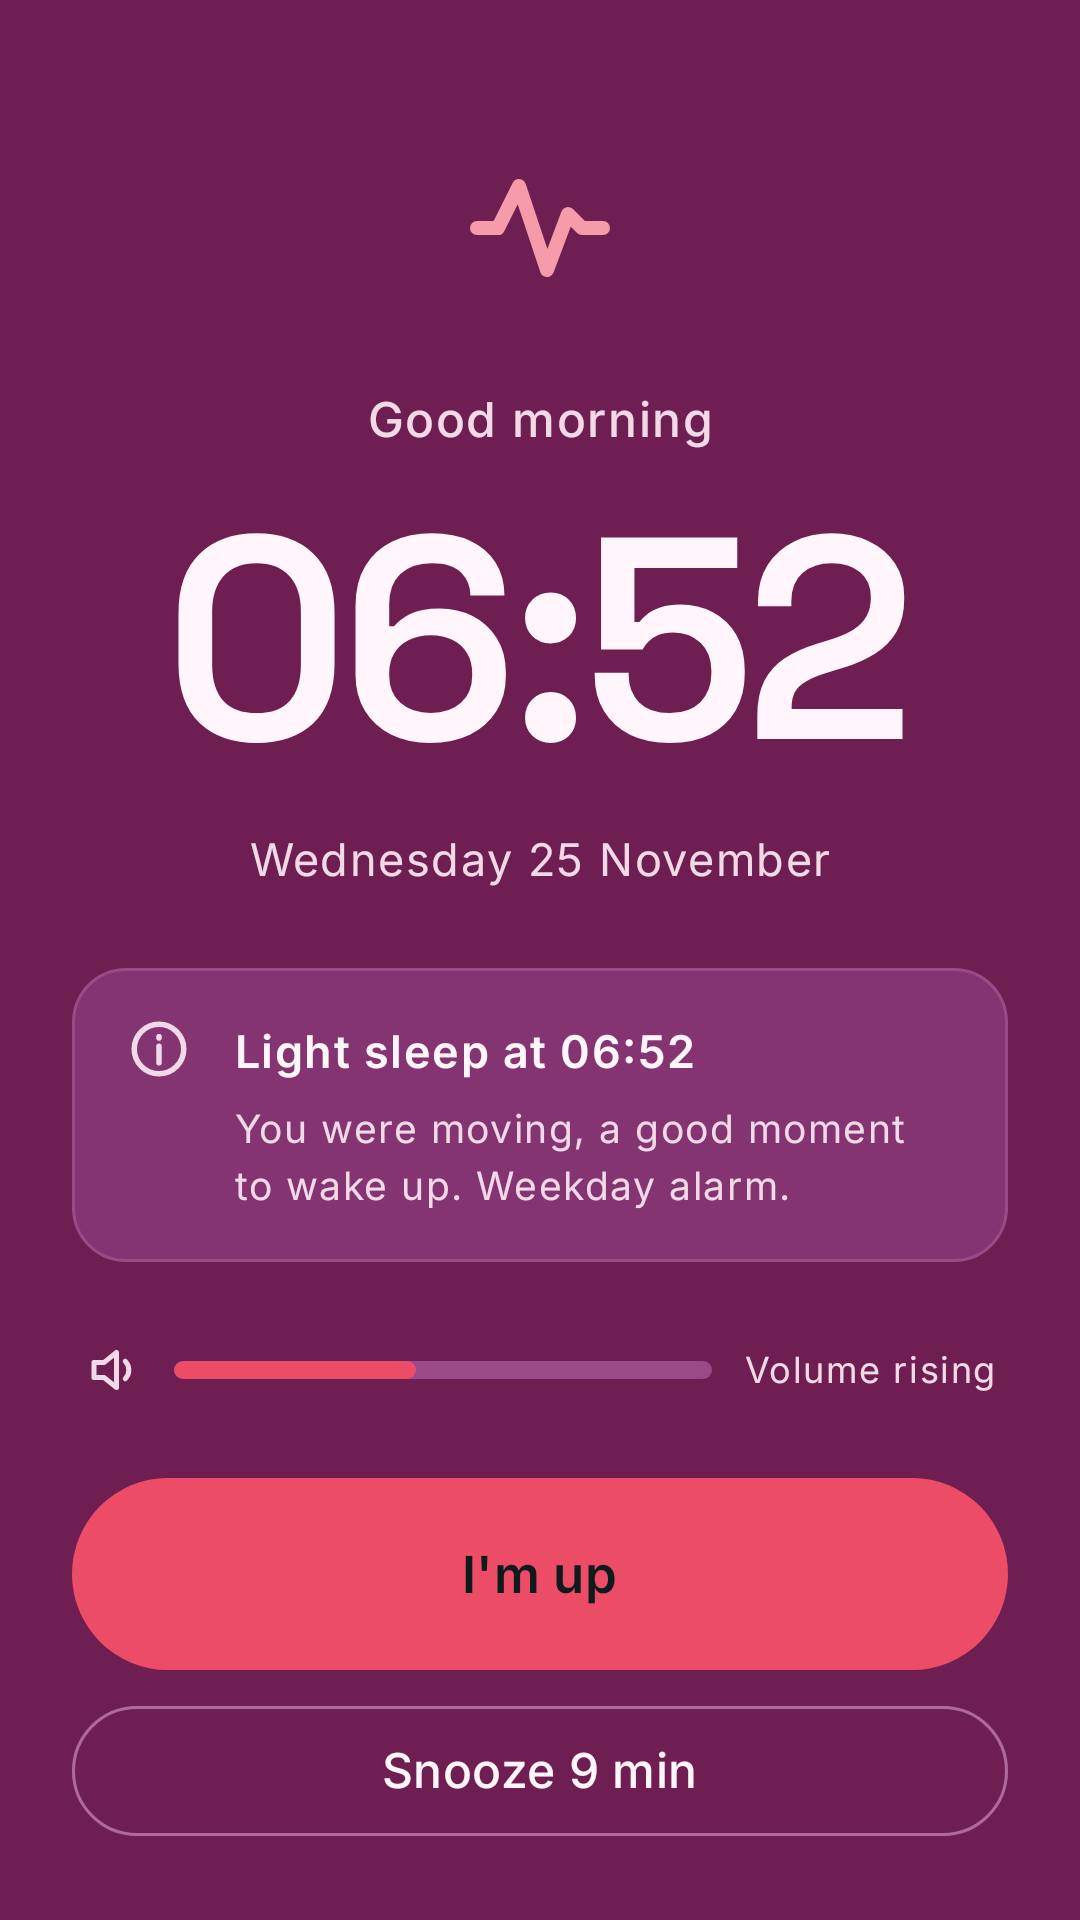 Good morning
06:52
Wednesday 25 November
Light sleep at 06:52
You were moving, a good moment
to wake up. Weekday alarm.
Volume rising
I'm up
Snooze 9 min